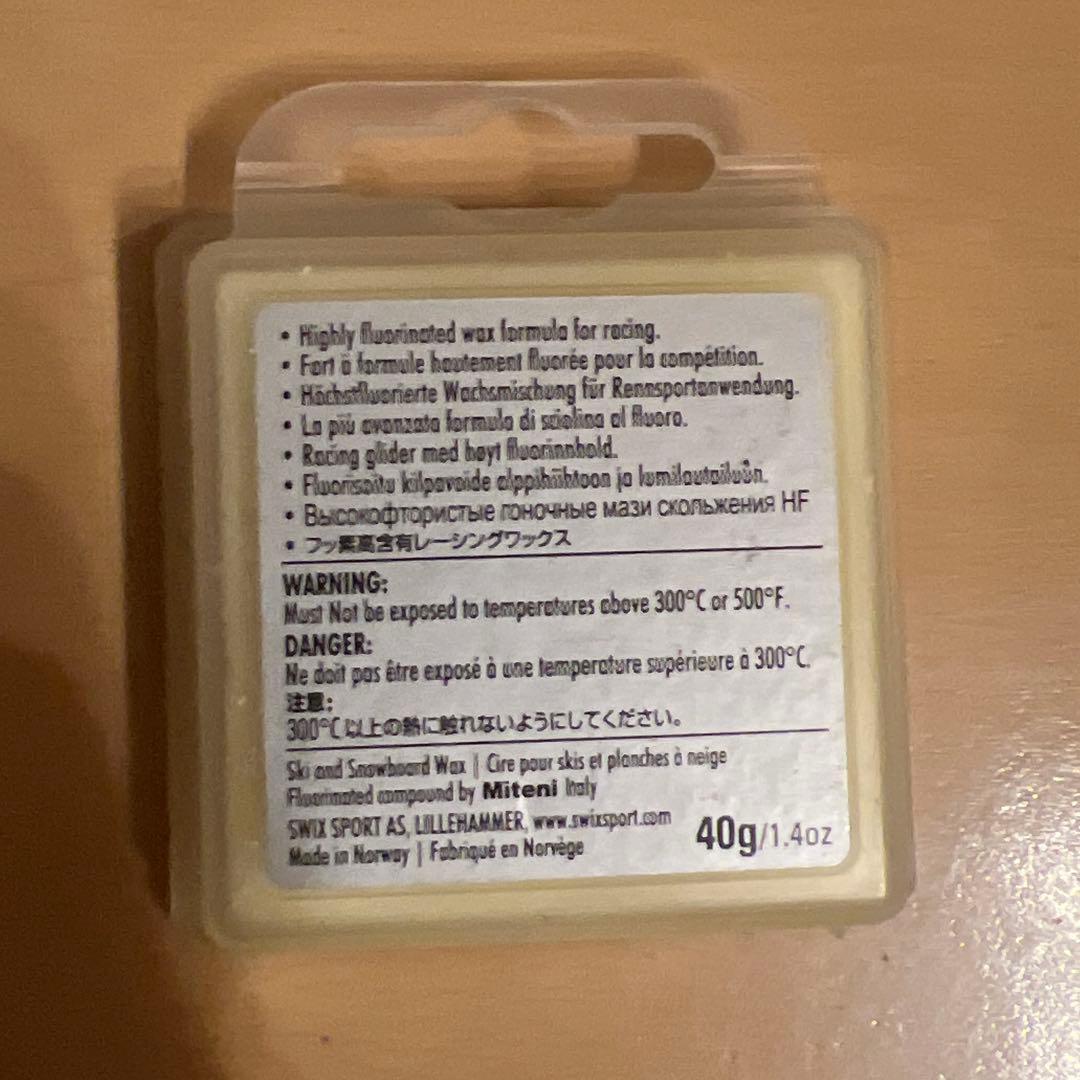 • Highly fluorinated wax formula for racing.
• Fart à formule hautement fluorée pour la compétition.
• Höchstfluorierte Wachsmischung für Rennsportanwendung.
• La più avanzata formula di sciolina al fluoro.
• Racing glider med høyt fluorinnhold.
• Fluorisoitu kilpavoide alppihiihtoon ja lumilautailuun.
• Высокофтористые гоночные мази скольжения HF
• フッ素高含有レーシングワックス
WARNING:
Must Not be exposed to temperatures above 300°C or 500°F.
DANGER:
Ne doit pas être exposé à une temperature supérieure à 300°C.
注意:
300°C以上の熱に触れないようにしてください。
Ski and Snowboard Wax | Cire pour skis et planches à neige
Fluorinated compound by Miteni Italy
SWIX SPORT AS, LILLEHAMMER, www.swixsport.com
Made in Norway | Fabriqué en Norvège
40g/1.4oz